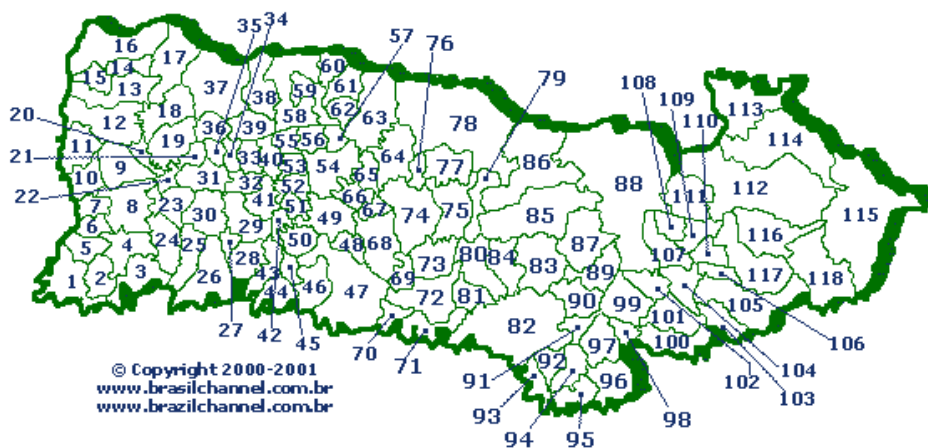 35 34 57 76
16 17 60 79
14 15 59 61 108
13 37 38 62 109
20 58 63 78 110 113
18 12 36 39 55 56 114
21 11 19 33 40 53 54 64 86 88
10 9 31 32 52 65 77 112
22 41 66 111
7 8 23 30 51 67 74 75 85 115
6 29 49 116
5 4 24 25 28 50 48 68 80 84 87 107
1 2 3 26 43 46 69 73 83 89 117 118
44 47 72 81 90 99 105
27 42 45 70 71 82 101 106
91 92 97 100 102 104
93 96 98 103
94 95
© Copyright 2000-2001
www.brasilchannel.com.br
www.brazilchannel.com.br